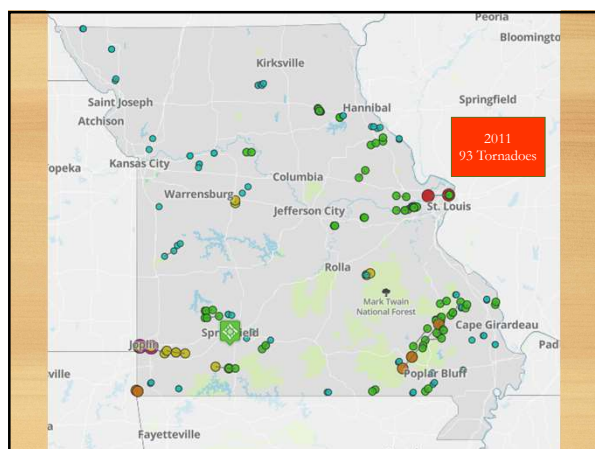 Peoria
Bloomington
Kirksville
Saint Joseph
Atchison
Hannibal
Springfield
2011
93 Tornadoes
Kansas City
opeka
Columbia
Warrensburg
Jefferson City
St. Louis
Rolla
Mark Twain
National Forest
Springfield
Cape Girardeau
Joplin
Pad
ville
Poplar Bluff
a
Fayetteville